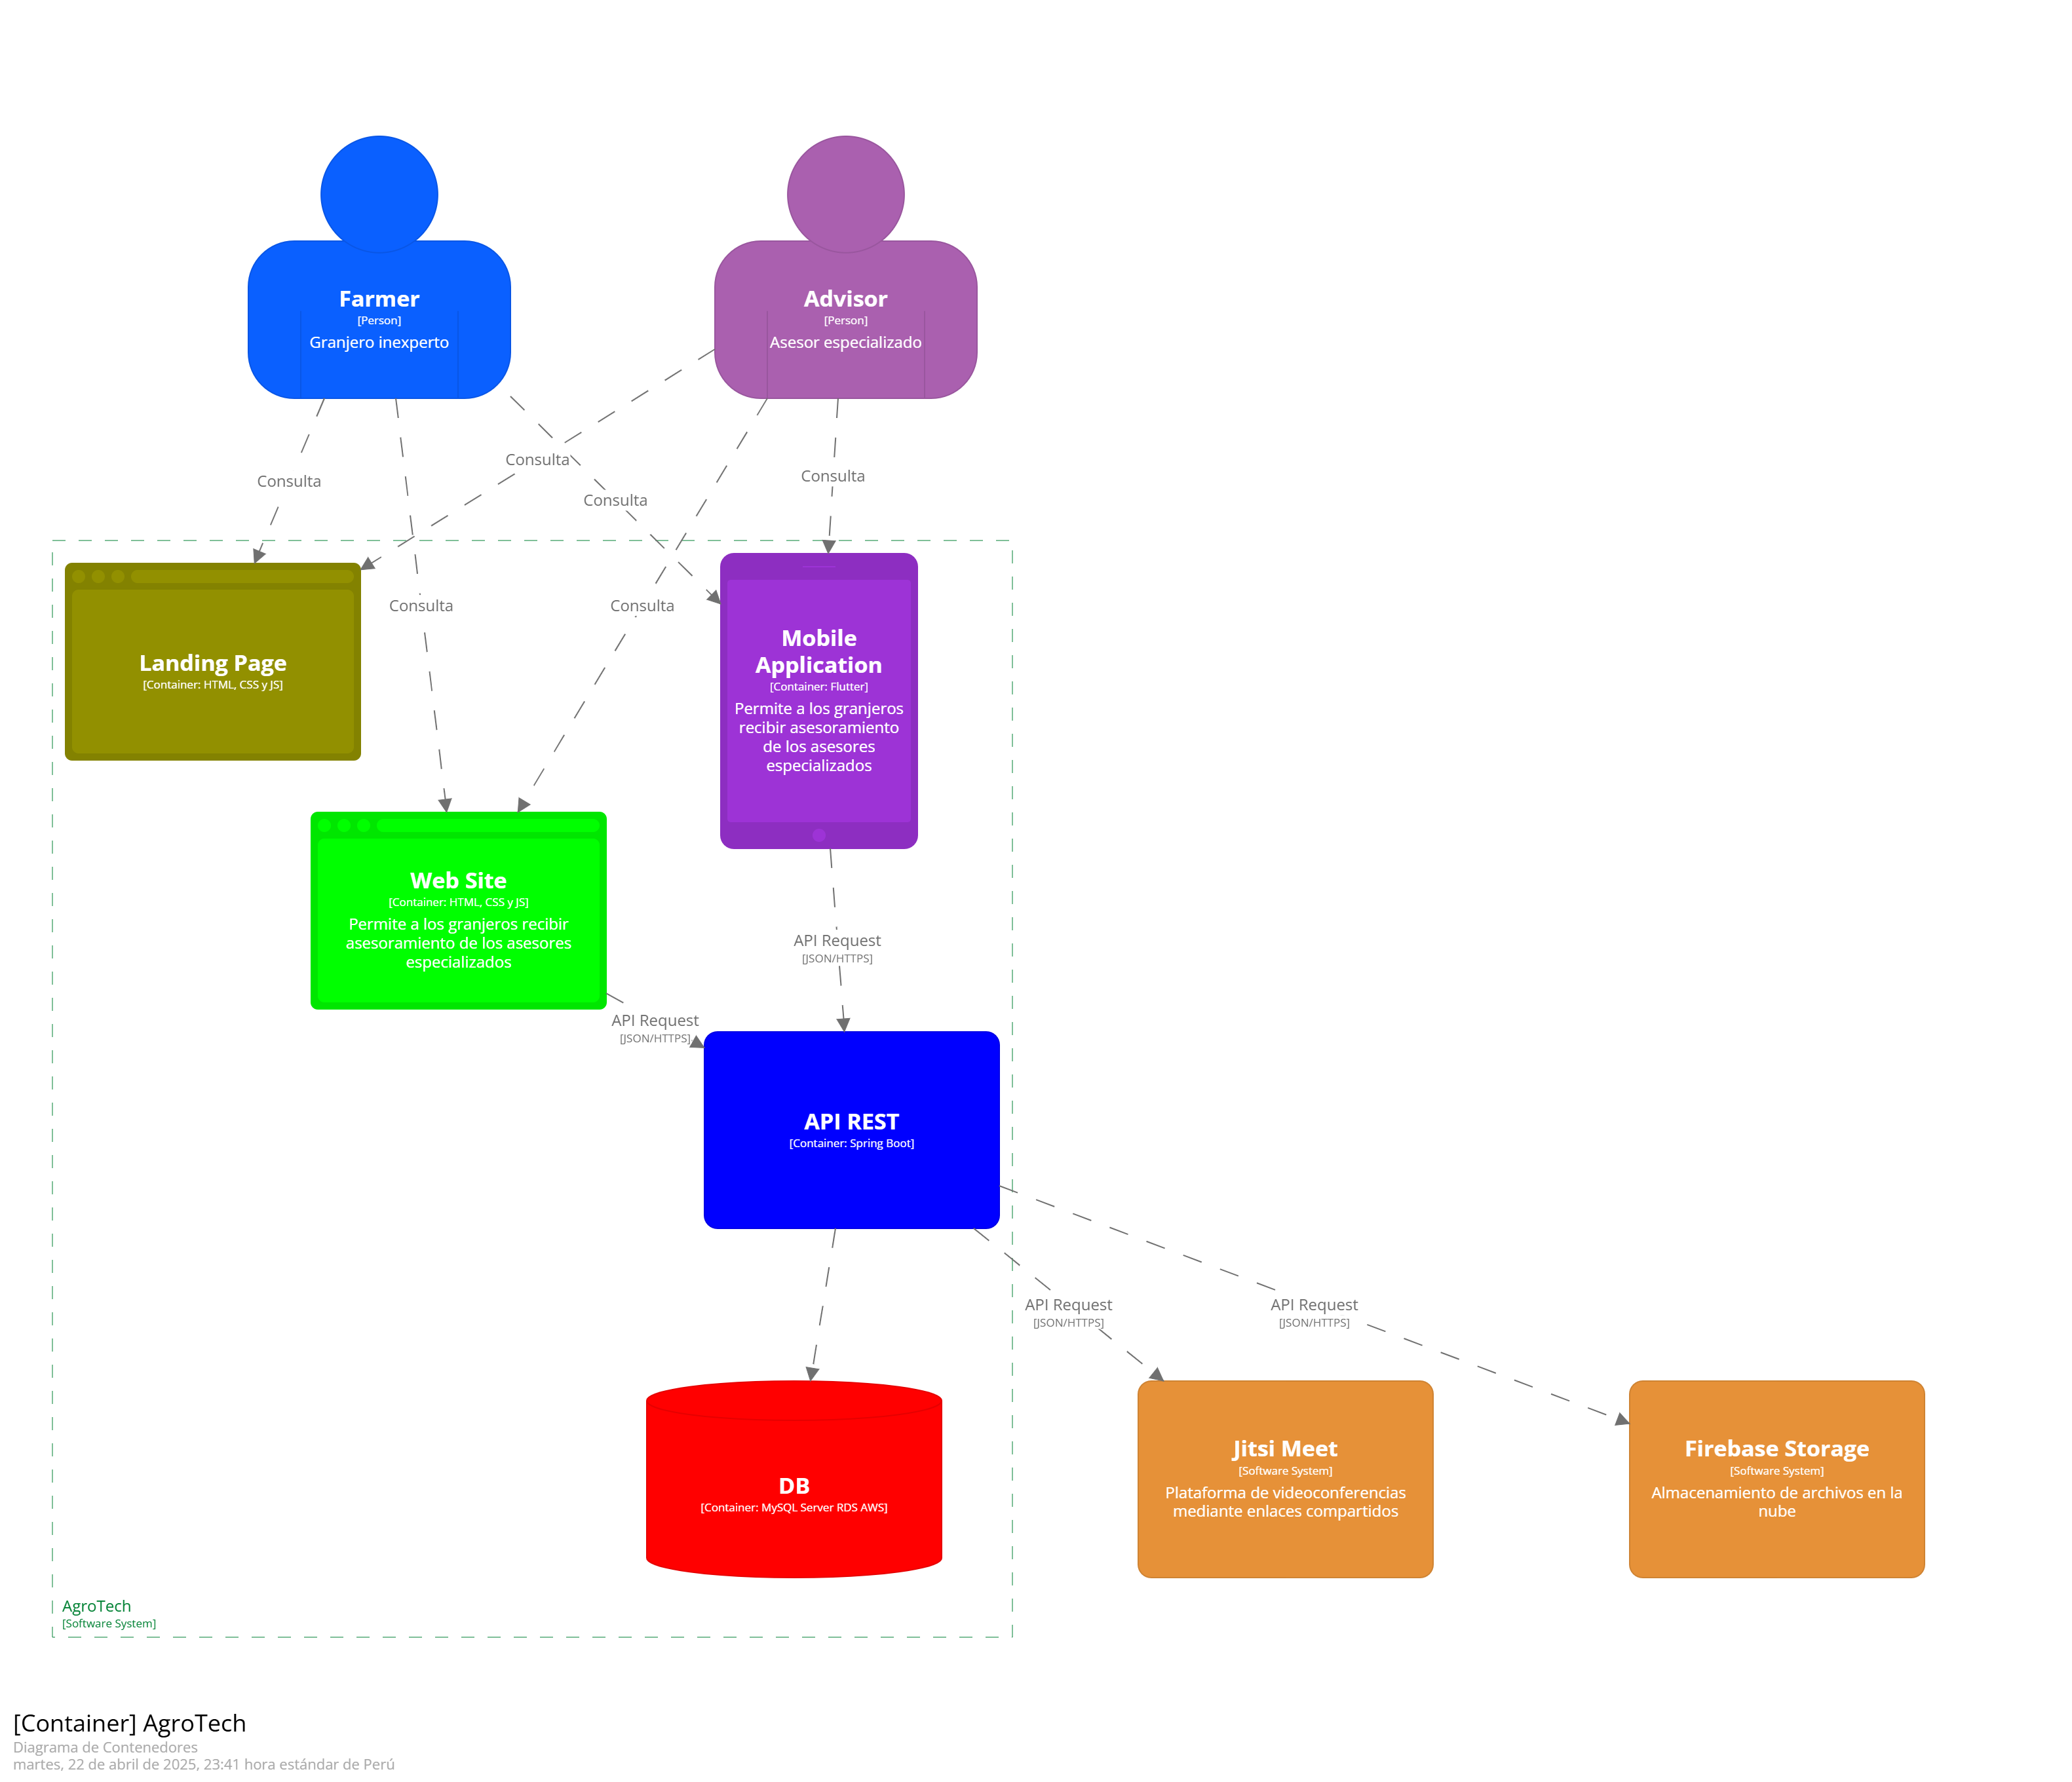 Farmer
[Person]
Granjero inexperto
Advisor
[Person]
Asesor especializado
Consulta
Consulta
Consulta
Consulta
Consulta
Consulta
Landing Page
[Container: HTML, CSS y JS]
Mobile
Application
[Container: Flutter]
Permite a los granjeros
recibir asesoramiento
de los asesores
especializados
Web Site
[Container: HTML, CSS y JS]
Permite a los granjeros recibir
asesoramiento de los asesores
especializados
API Request
[JSON/HTTPS]
API Request
[JSON/HTTPS]
API REST
[Container: Spring Boot]
API Request
[JSON/HTTPS]
API Request
[JSON/HTTPS]
DB
[Container: MySQL Server RDS AWS]
Jitsi Meet
[Software System]
Plataforma de videoconferencias
mediante enlaces compartidos
Firebase Storage
[Software System]
Almacenamiento de archivos en la
nube
AgroTech
[Software System]
[Container] AgroTech
Diagrama de Contenedores
martes, 22 de abril de 2025, 23:41 hora estándar de Perú